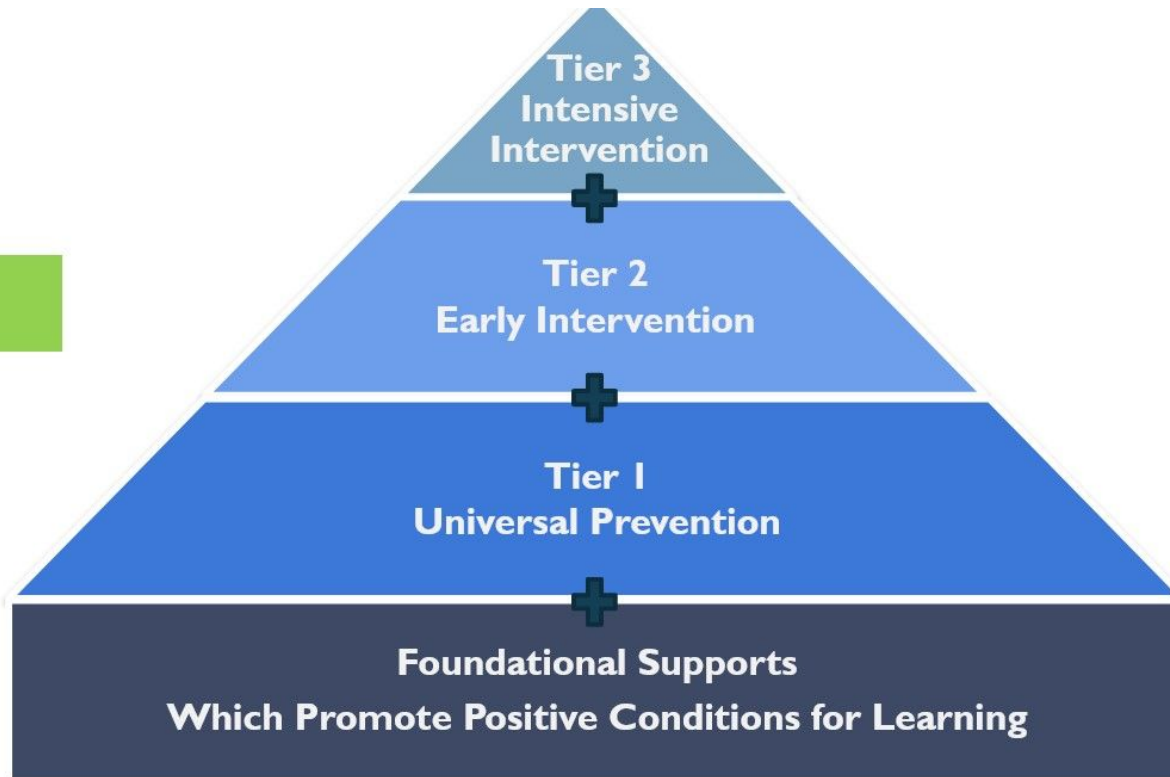 Tier 3
Intensive
Intervention
Tier 2
Early Intervention
Tier 1
Universal Prevention
Foundational Supports
Which Promote Positive Conditions for Learning